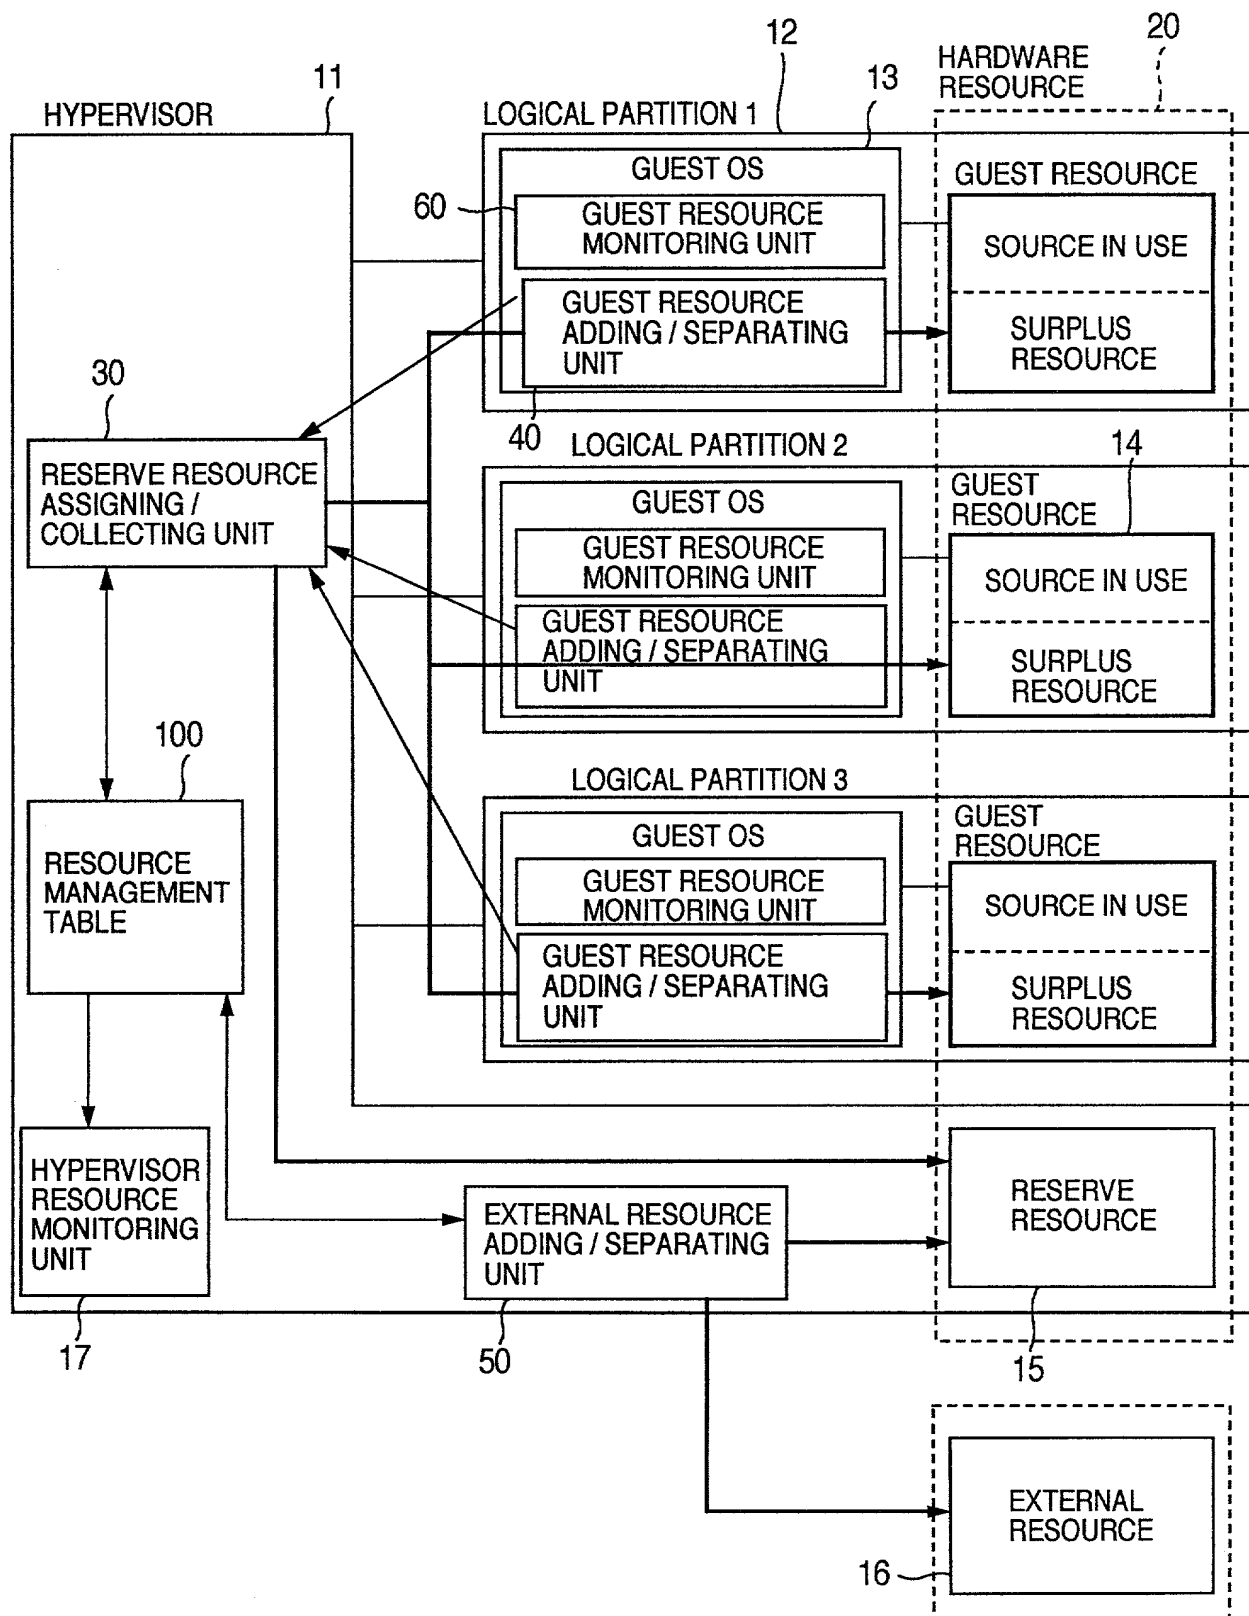 20
12
HARDWARE
RESOURCE
11
13
HYPERVISOR
LOGICAL PARTITION 1
GUEST OS
GUEST RESOURCE
60
GUEST RESOURCE
MONITORING UNIT
SOURCE IN USE
GUEST RESOURCE
ADDING / SEPARATING
UNIT
SURPLUS
RESOURCE
30
40
LOGICAL PARTITION 2
14
RESERVE RESOURCE
ASSIGNING /
COLLECTING UNIT
GUEST OS
GUEST
RESOURCE
GUEST RESOURCE
MONITORING UNIT
SOURCE IN USE
GUEST RESOURCE
ADDING / SEPARATING
UNIT
SURPLUS
RESOURCE
100
LOGICAL PARTITION 3
GUEST OS
GUEST
RESOURCE
RESOURCE
MANAGEMENT
TABLE
GUEST RESOURCE
MONITORING UNIT
SOURCE IN USE
GUEST RESOURCE
ADDING / SEPARATING
UNIT
SURPLUS
RESOURCE
HYPERVISOR
RESOURCE
MONITORING
UNIT
EXTERNAL RESOURCE
ADDING / SEPARATING
UNIT
RESERVE
RESOURCE
17
50
15
EXTERNAL
RESOURCE
16